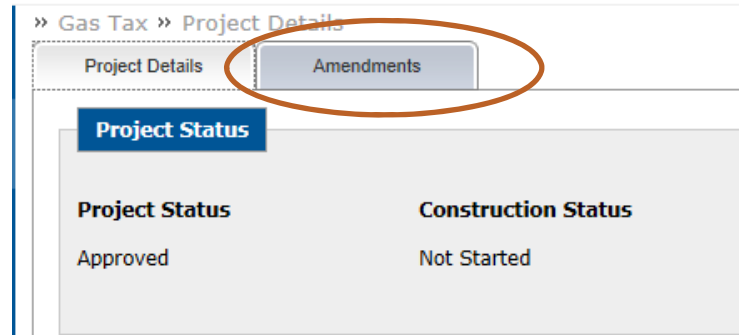 » Gas Tax » Project Details
Project Details Amendments
Project Status
Project Status Construction Status
Approved Not Started